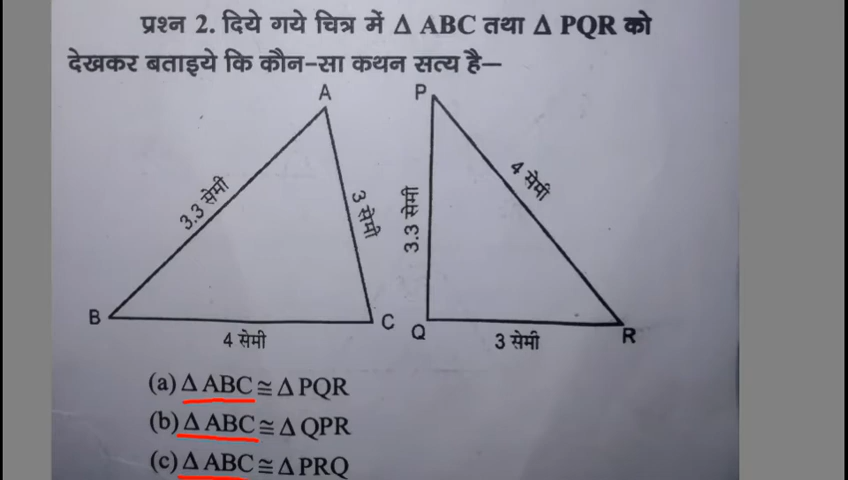 प्रश्न 2. दिये गये चित्र में Δ ABC तथा Δ PQR को
देखकर बताइये कि कौन-सा कथन सत्य है—
A
P
3.3 सेमी
3 सेमी
3.3 सेमी
4 सेमी
B
C
Q
R
4 सेमी
3 सेमी
(a) Δ ABC ≅ Δ PQR
(b) Δ ABC ≅ Δ QPR
(c) Δ ABC ≅ Δ PRQ